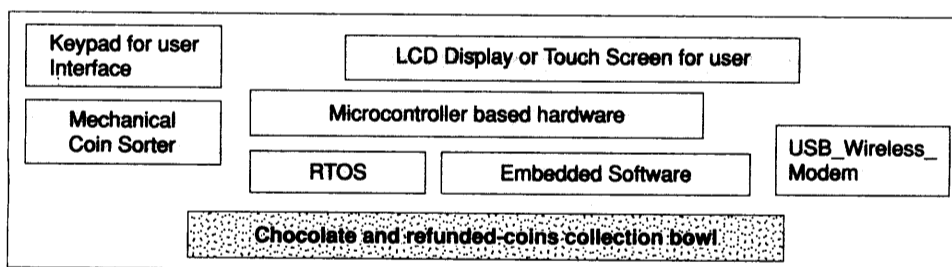 Keypad for user
Interface
LCD Display or Touch Screen for user
Mechanical
Coin Sorter
Microcontroller based hardware
RTOS
Embedded Software
USB_Wireless_
Modem
Chocolate and refunded-coins collection bowl